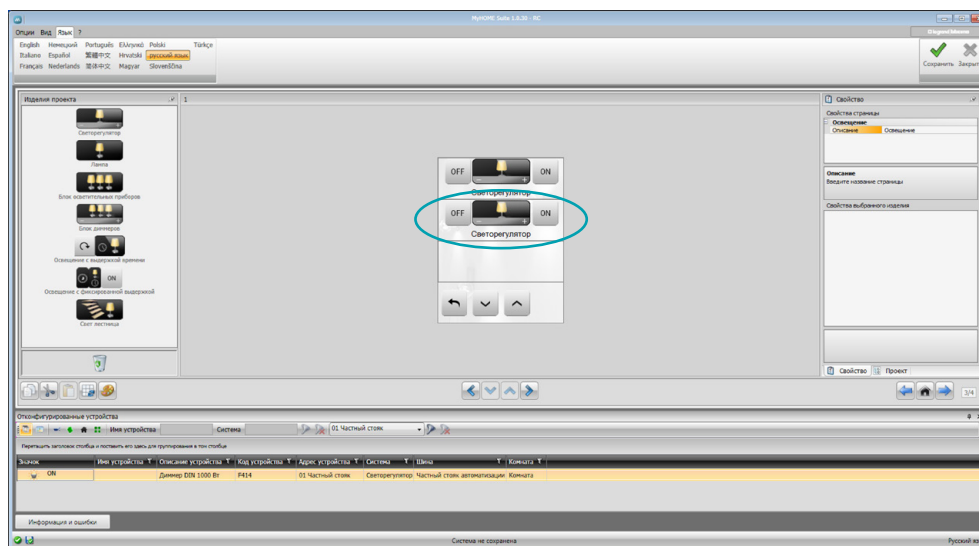 MyHOME Suite 1.0.30 - RC
Опции Вид Язык ?
English Немецкий Português Ελληνικά Polski Türkçe
Italiano Español 繁體中文 Hrvatski русский язык
Français Nederlands 简体中文 Magyar Slovenščina
Сохранить Закрыт
Изделия проекта
1
Свойство
Светорегулятор
Лампа
Блок осветительных приборов
Блок диммеров
Освещение с выдержкой времени
ON
Освещение с фиксированной выдержкой
Свет лестница
OFF ON
Светорегулятор
OFF ON
Светорегулятор
Свойства страницы
Освещение
Описание Освещение
Описание
Введите название страницы
Свойства выбранного изделия
Свойство Проект
3/4
Отконфигурированные устройства
Имя устройства Система 01 Частный стояк
Перетащить заголовок столбца и поставить его здесь для группирования в том столбце
Значок Имя устройства Описание устройства Код устройства Адрес устройства Система Шина Комната
ON Диммер DIN 1000 Вт F414 01 Частный стояк Светорегулятор Частный стояк автоматизации Комната
Информация и ошибки
Система не сохранена
Русский яз